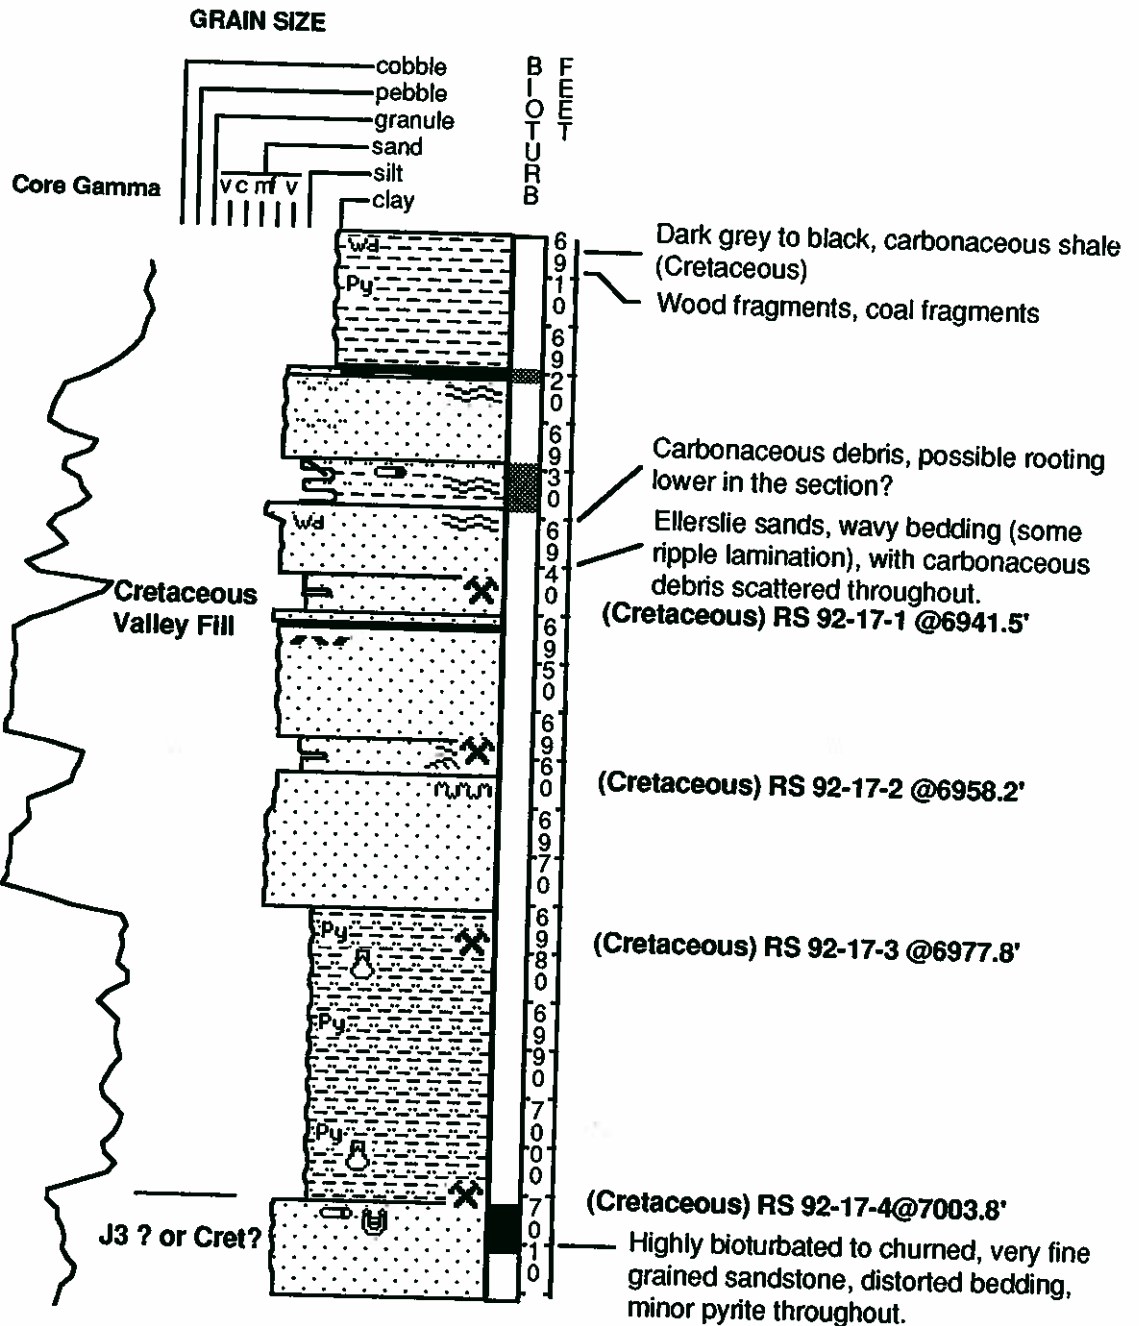 GRAIN SIZE
cobble
pebble
granule
sand
silt
clay
v c m f v
BIOTURB
FEET
Core Gamma
Wd
Py
6910
6920
6930
Wd
6940
6950
6960
6970
Py
6980
Py
6990
Py
7000
7010
Dark grey to black, carbonaceous shale
(Cretaceous)
Wood fragments, coal fragments
Carbonaceous debris, possible rooting
lower in the section?
Ellerslie sands, wavy bedding (some
ripple lamination), with carbonaceous
debris scattered throughout.
(Cretaceous) RS 92-17-1 @6941.5'
Cretaceous
Valley Fill
(Cretaceous) RS 92-17-2 @6958.2'
(Cretaceous) RS 92-17-3 @6977.8'
(Cretaceous) RS 92-17-4@7003.8'
J3 ? or Cret?
Highly bioturbated to churned, very fine
grained sandstone, distorted bedding,
minor pyrite throughout.